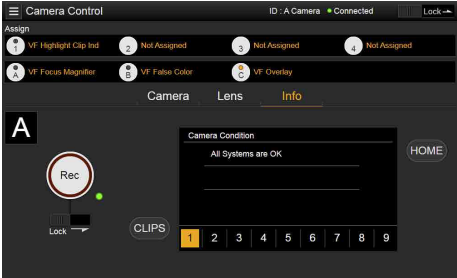 Camera Control ID : A Camera Connected Lock
Assign
1 VF Highlight Clip Ind 2 Not Assigned 3 Not Assigned 4 Not Assigned
A VF Focus Magnifier B VF False Color C VF Overlay
Camera Lens Info
A
Camera Condition
All Systems are OK
HOME
Rec
Lock
CLIPS
1 2 3 4 5 6 7 8 9